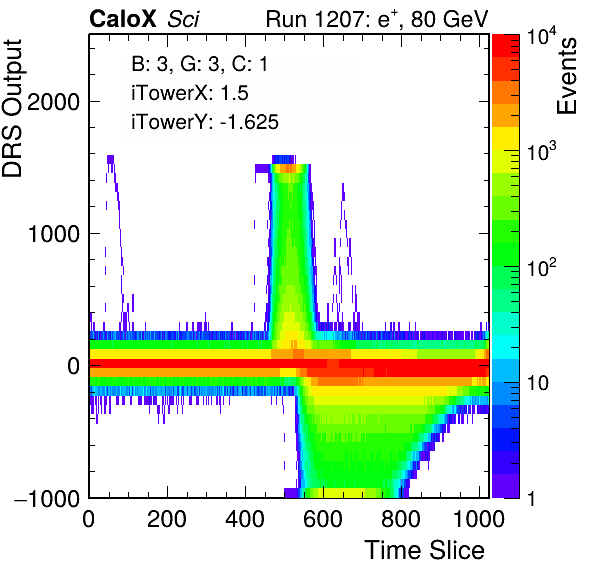 CaloX Sci
Run 1207: e⁺, 80 GeV
B: 3, G: 3, C: 1
iTowerX: 1.5
iTowerY: -1.625
DRS Output
2000
1000
0
−1000
0 200 400 600 800 1000
Time Slice
Events
10⁴
10³
10²
10
1